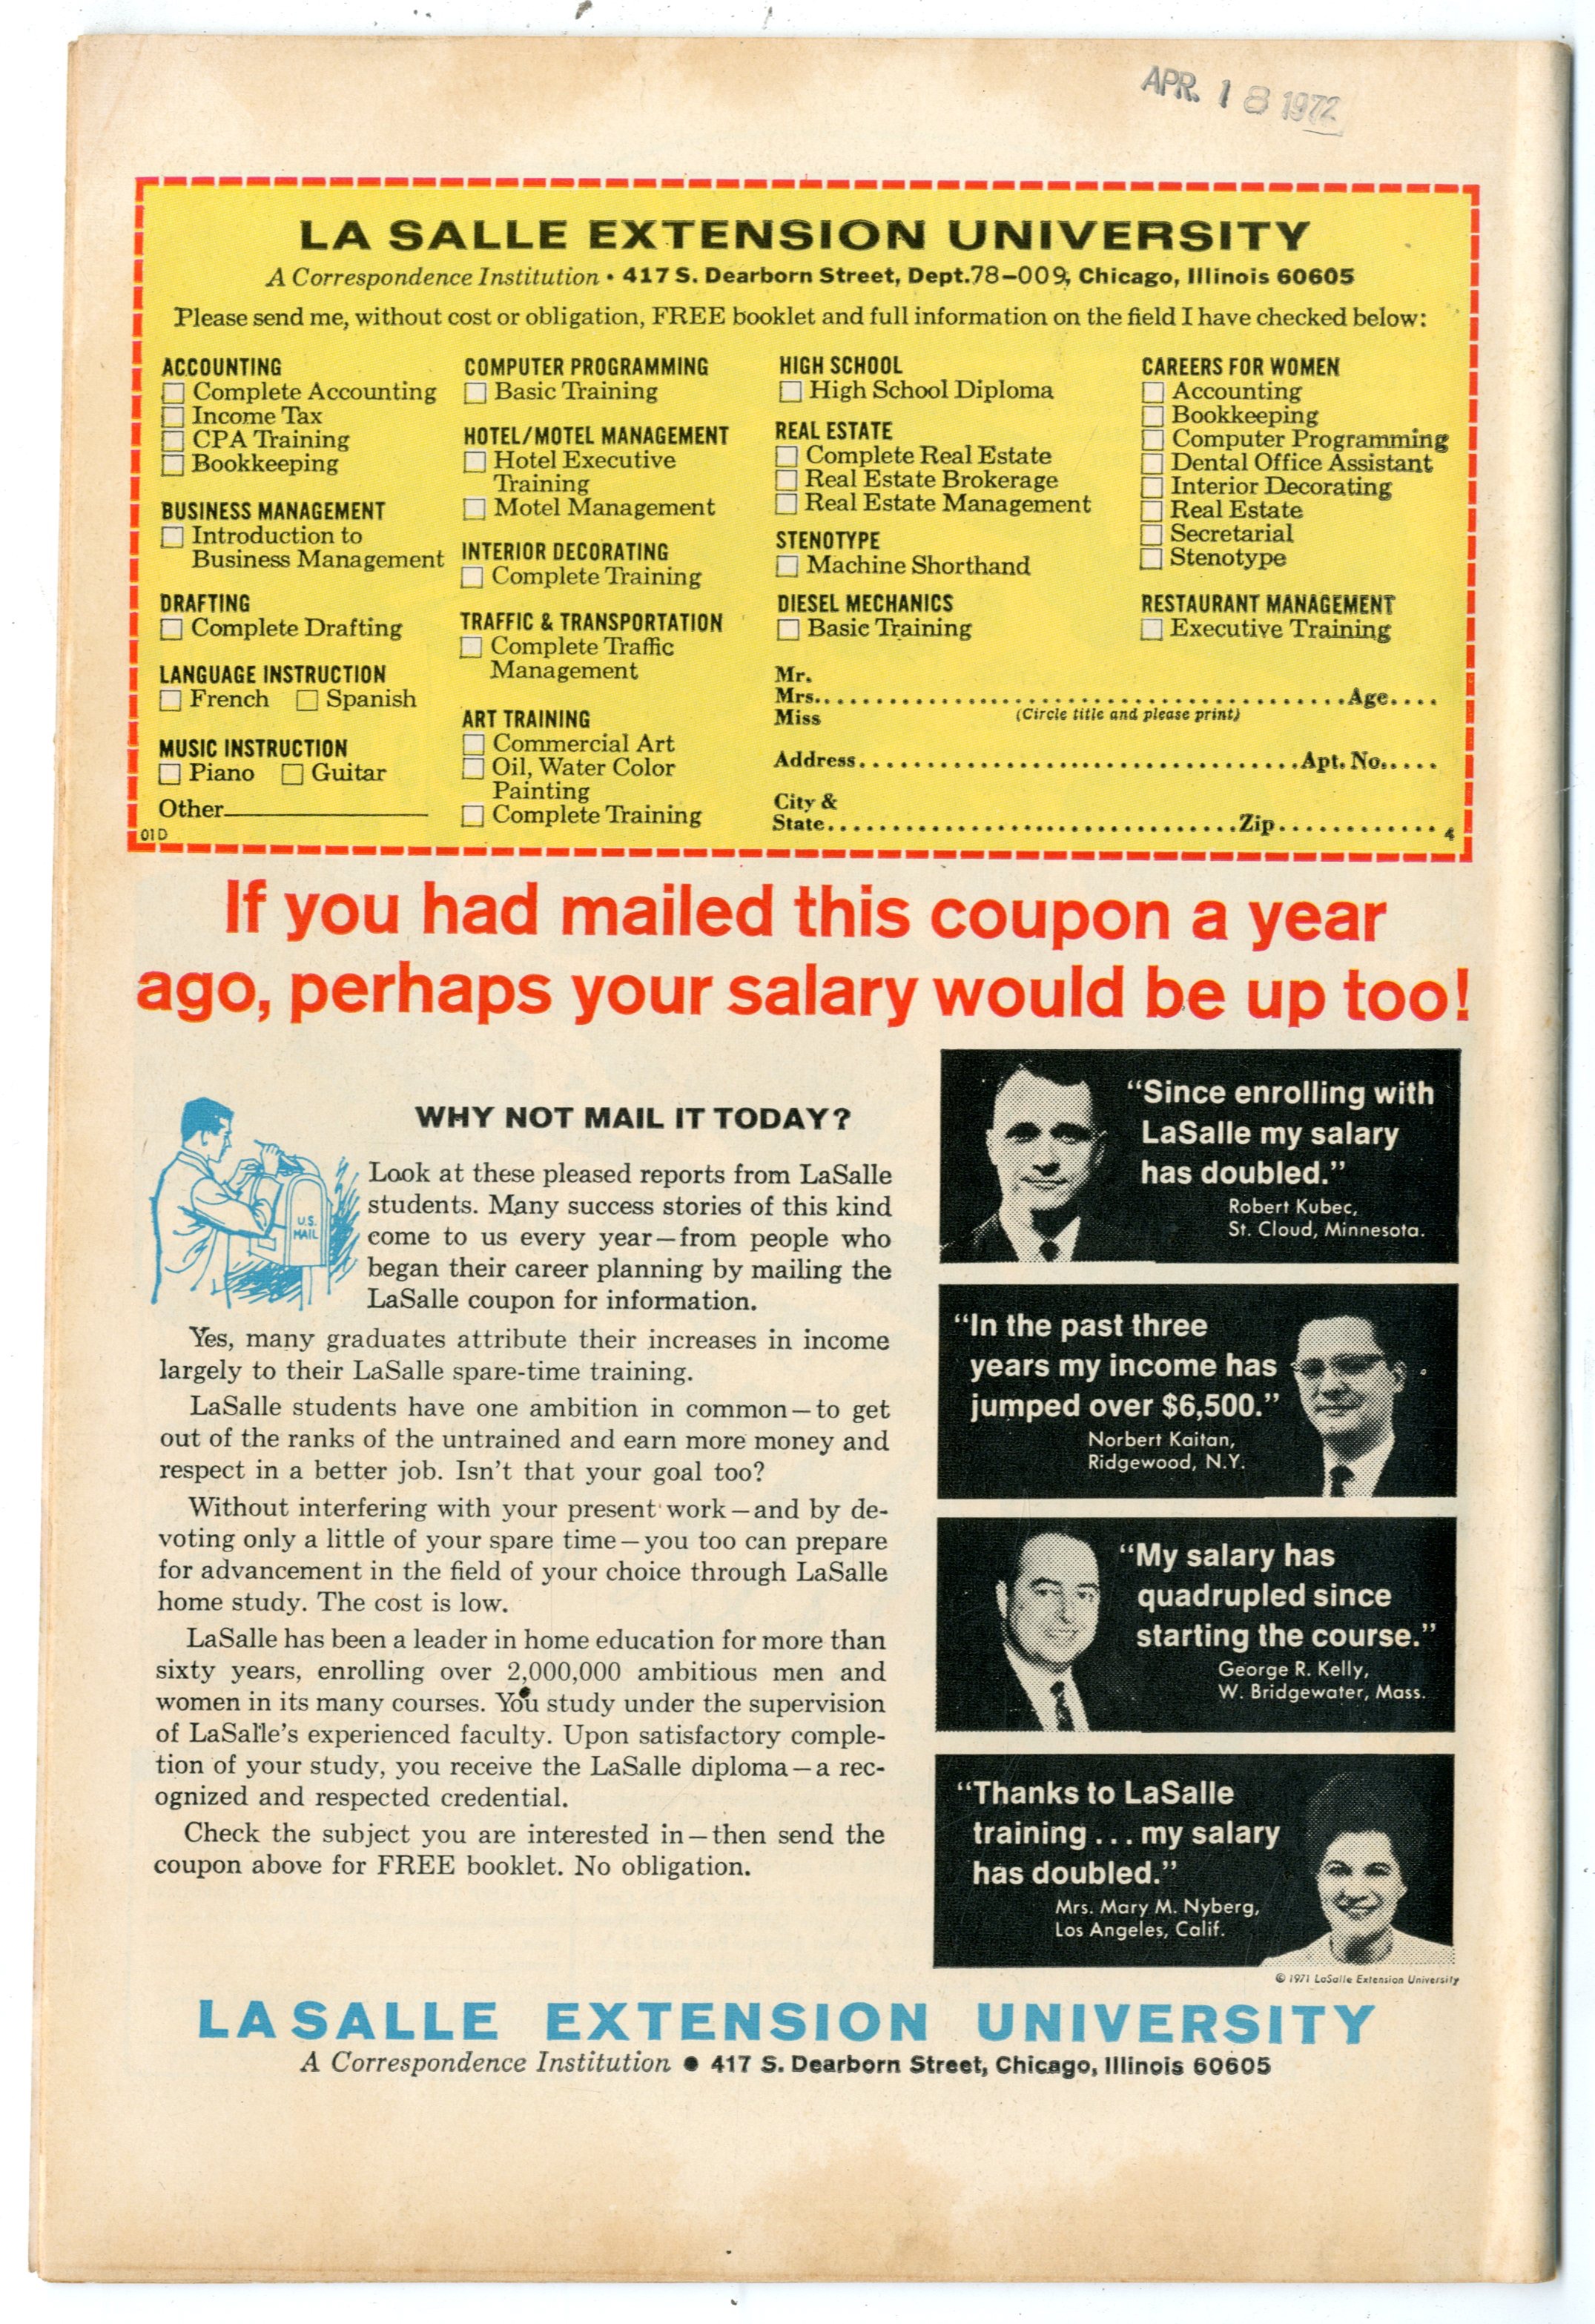 APR. 18 1972
LA SALLE EXTENSION UNIVERSITY
A Correspondence Institution • 417 S. Dearborn Street, Dept.78–009, Chicago, Illinois 60605
Please send me, without cost or obligation, FREE booklet and full information on the field I have checked below:
ACCOUNTING
Complete Accounting
Income Tax
CPA Training
Bookkeeping
BUSINESS MANAGEMENT
Introduction to
Business Management
DRAFTING
Complete Drafting
LANGUAGE INSTRUCTION
French Spanish
MUSIC INSTRUCTION
Piano Guitar
Other
01D
COMPUTER PROGRAMMING
Basic Training
HOTEL/MOTEL MANAGEMENT
Hotel Executive
Training
Motel Management
INTERIOR DECORATING
Complete Training
TRAFFIC & TRANSPORTATION
Complete Traffic
Management
ART TRAINING
Commercial Art
Oil, Water Color
Painting
Complete Training
HIGH SCHOOL
High School Diploma
REAL ESTATE
Complete Real Estate
Real Estate Brokerage
Real Estate Management
STENOTYPE
Machine Shorthand
DIESEL MECHANICS
Basic Training
CAREERS FOR WOMEN
Accounting
Bookkeeping
Computer Programming
Dental Office Assistant
Interior Decorating
Real Estate
Secretarial
Stenotype
RESTAURANT MANAGEMENT
Executive Training
Mr.
Mrs. Age
Miss (Circle title and please print)
Address Apt. No.
City &
State Zip
4
If you had mailed this coupon a year
ago, perhaps your salary would be up too!
WHY NOT MAIL IT TODAY?
U.S.
MAIL
Look at these pleased reports from LaSalle
students. Many success stories of this kind
come to us every year—from people who
began their career planning by mailing the
LaSalle coupon for information.
Yes, many graduates attribute their increases in income
largely to their LaSalle spare-time training.
LaSalle students have one ambition in common—to get
out of the ranks of the untrained and earn more money and
respect in a better job. Isn't that your goal too?
Without interfering with your present work—and by de-
voting only a little of your spare time—you too can prepare
for advancement in the field of your choice through LaSalle
home study. The cost is low.
LaSalle has been a leader in home education for more than
sixty years, enrolling over 2,000,000 ambitious men and
women in its many courses. You study under the supervision
of LaSalle's experienced faculty. Upon satisfactory comple-
tion of your study, you receive the LaSalle diploma—a rec-
ognized and respected credential.
Check the subject you are interested in—then send the
coupon above for FREE booklet. No obligation.
"Since enrolling with
LaSalle my salary
has doubled."
Robert Kubec,
St. Cloud, Minnesota.
"In the past three
years my income has
jumped over $6,500."
Norbert Kaitan,
Ridgewood, N.Y.
"My salary has
quadrupled since
starting the course."
George R. Kelly,
W. Bridgewater, Mass.
"Thanks to LaSalle
training ... my salary
has doubled."
Mrs. Mary M. Nyberg,
Los Angeles, Calif.
© 1971 LaSalle Extension University
LASALLE EXTENSION UNIVERSITY
A Correspondence Institution • 417 S. Dearborn Street, Chicago, Illinois 60605